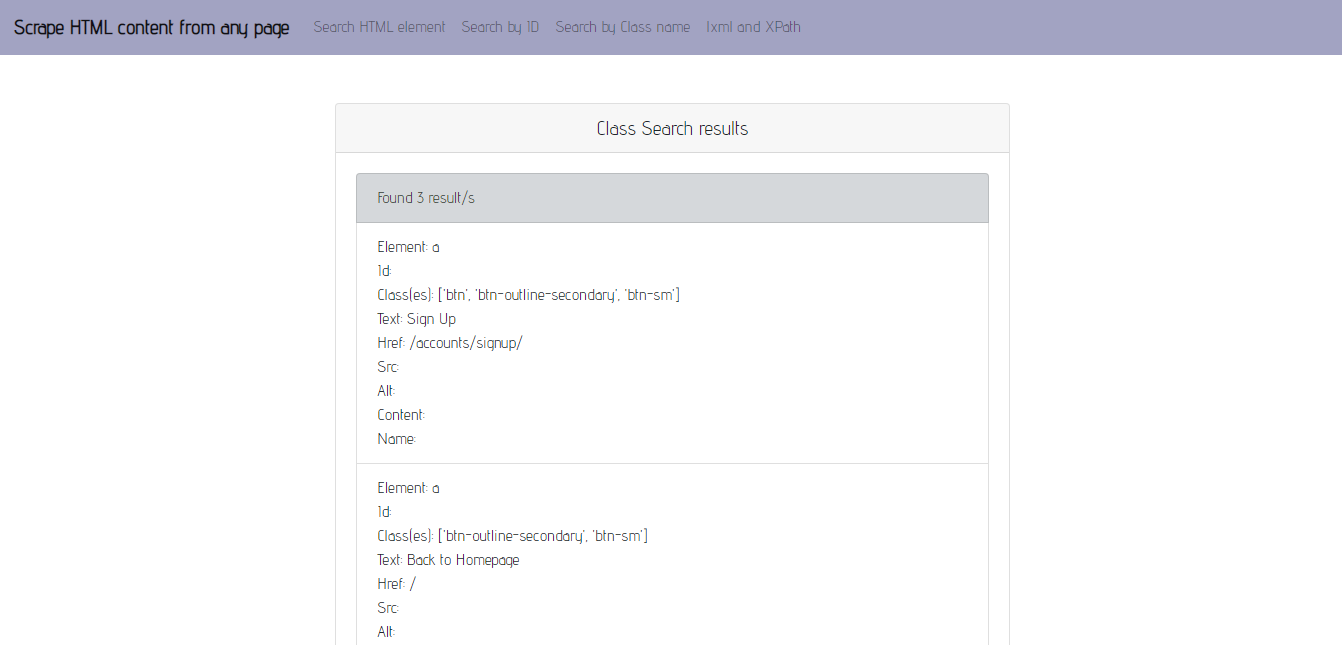 Scrape HTML content from any page Search HTML element Search by ID Search by Class name lxml and XPath
Class Search results
Found 3 result/s
Element: a
Id:
Class(es): ['btn', 'btn-outline-secondary', 'btn-sm']
Text: Sign Up
Href: /accounts/signup/
Src:
Alt:
Content:
Name:
Element: a
Id:
Class(es): ['btn-outline-secondary', 'btn-sm']
Text: Back to Homepage
Href: /
Src:
Alt: